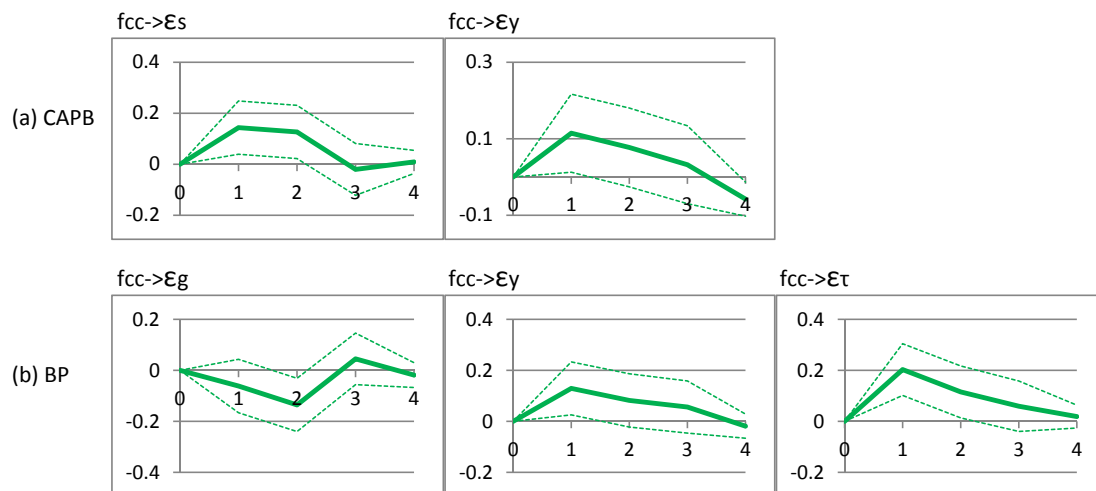 fcc->εs fcc->εy
(a) CAPB
0.4 0.3
0.2 0.1
0
-0.2 -0.1
0 1 2 3 4 0 1 2 3 4
fcc->εg fcc->εy fcc->ετ
(b) BP
0.2 0.4 0.4
0 0.2 0.2
-0.2 0 0
-0.4 -0.2 -0.2
0 1 2 3 4 0 1 2 3 4 0 1 2 3 4